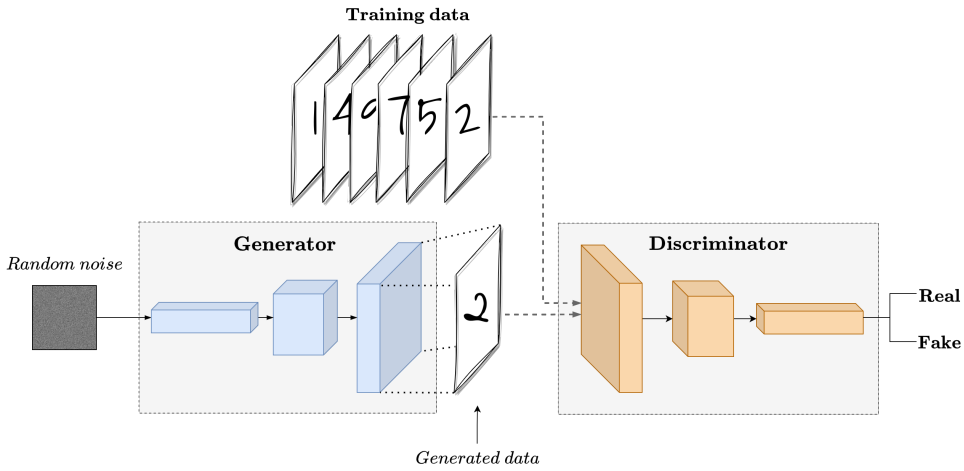 Training data
1 4 9 7 5 2
Generator
Discriminator
Random noise
2
Real
Fake
Generated data